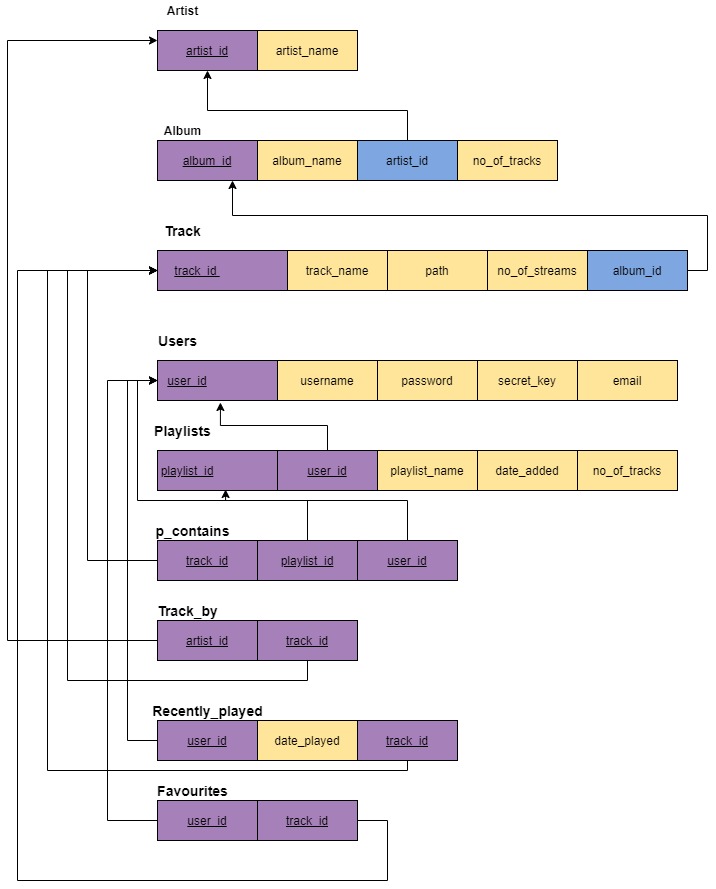 Artist
artist_id artist_name
Album
album_id album_name artist_id no_of_tracks
Track
track_id track_name path no_of_streams album_id
Users
user_id username password secret_key email
Playlists
playlist_id user_id playlist_name date_added no_of_tracks
p_contains
track_id playlist_id user_id
Track_by
artist_id track_id
Recently_played
user_id date_played track_id
Favourites
user_id track_id